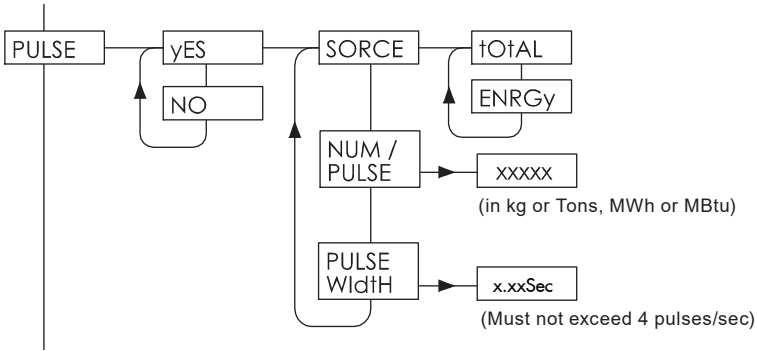 PULSE
yES
SORCE
tOtAL
NO
ENRGy
NUM /
PULSE
xxxxx
(in kg or Tons, MWh or MBtu)
PULSE
WIdtH
x.xxSec
(Must not exceed 4 pulses/sec)